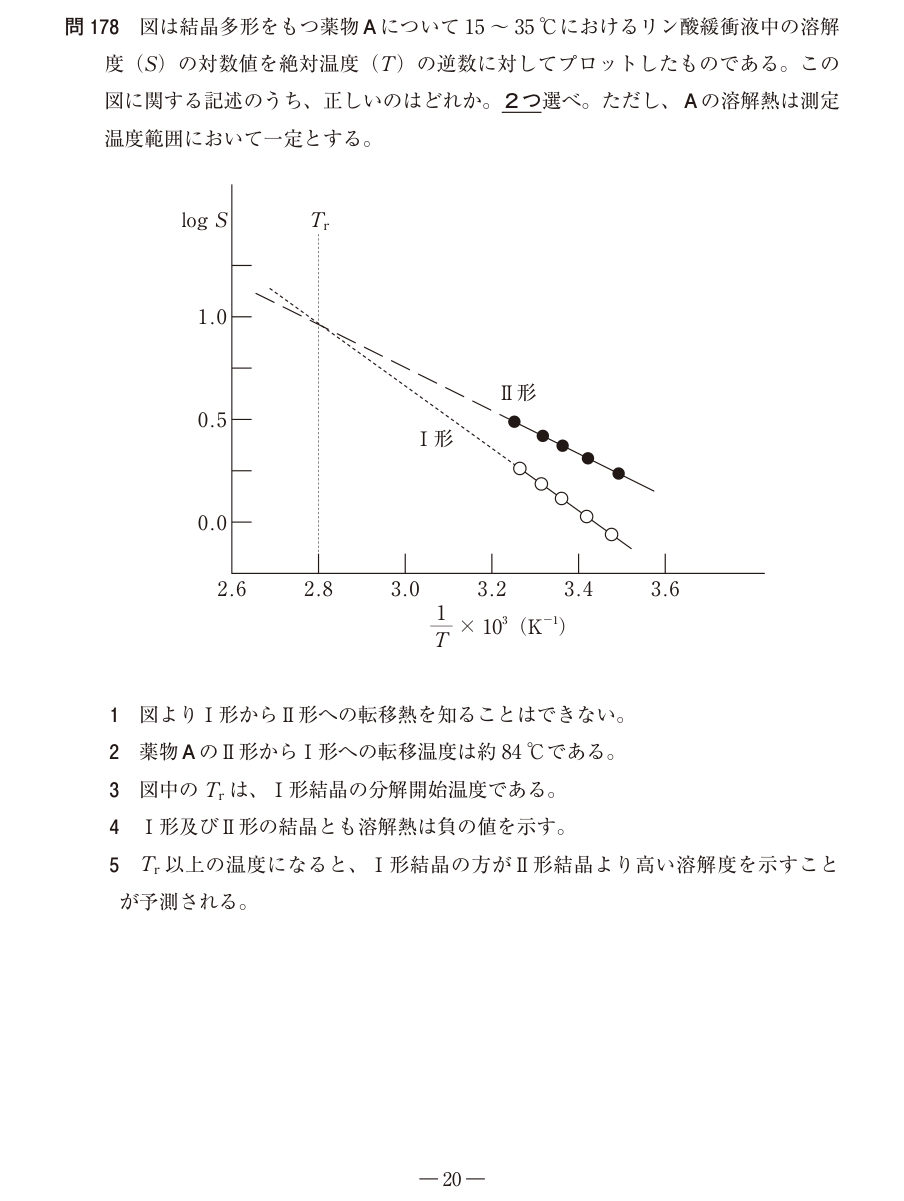 問 178 図は結晶多形をもつ薬物Aについて 15 ～ 35 ℃におけるリン酸緩衝液中の溶解
度（S）の対数値を絶対温度（T）の逆数に対してプロットしたものである。この
図に関する記述のうち、正しいのはどれか。2つ選べ。ただし、Aの溶解熱は測定
温度範囲において一定とする。
log S
Tr
1.0
Ⅱ形
0.5
Ⅰ形
0.0
2.6 2.8 3.0 3.2 3.4 3.6
1/T × 10³（K⁻¹）
1 図よりⅠ形からⅡ形への転移熱を知ることはできない。
2 薬物AのⅡ形からⅠ形への転移温度は約 84 ℃である。
3 図中の Tr は、Ⅰ形結晶の分解開始温度である。
4 Ⅰ形及びⅡ形の結晶とも溶解熱は負の値を示す。
5 Tr 以上の温度になると、Ⅰ形結晶の方がⅡ形結晶より高い溶解度を示すこと
が予測される。
— 20 —